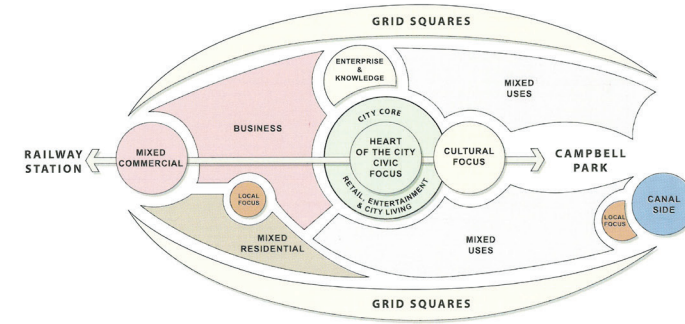 GRID SQUARES
ENTERPRISE
&
KNOWLEDGE
MIXED
USES
CITY CORE
BUSINESS
HEART
OF THE CITY
CIVIC
FOCUS
CULTURAL
FOCUS
RAILWAY
STATION
MIXED
COMMERCIAL
CAMPBELL
PARK
RETAIL, ENTERTAINMENT
& CITY LIVING
LOCAL
FOCUS
CANAL
SIDE
LOCAL
FOCUS
MIXED
RESIDENTIAL
MIXED
USES
GRID SQUARES